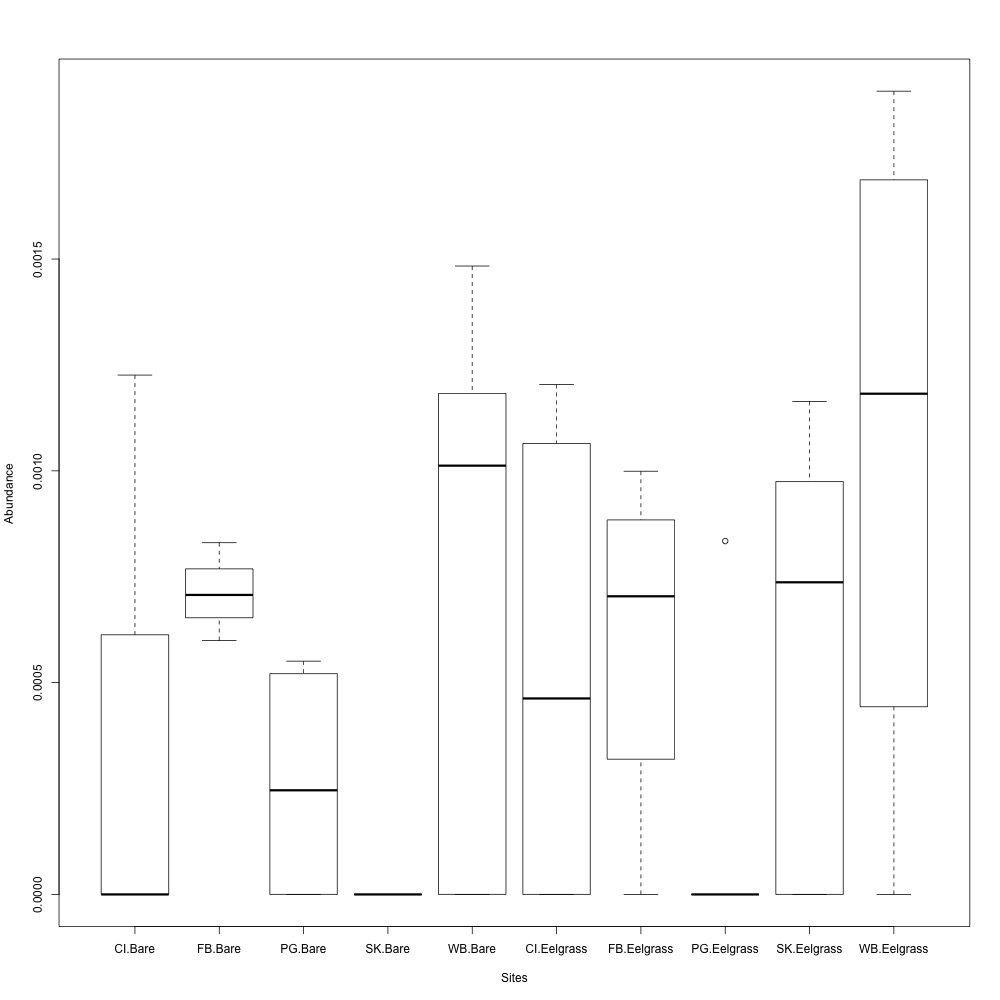 Abundance
0.0015
0.0010
0.0005
0.0000
CI.Bare FB.Bare PG.Bare SK.Bare WB.Bare CI.Eelgrass FB.Eelgrass PG.Eelgrass SK.Eelgrass WB.Eelgrass
Sites